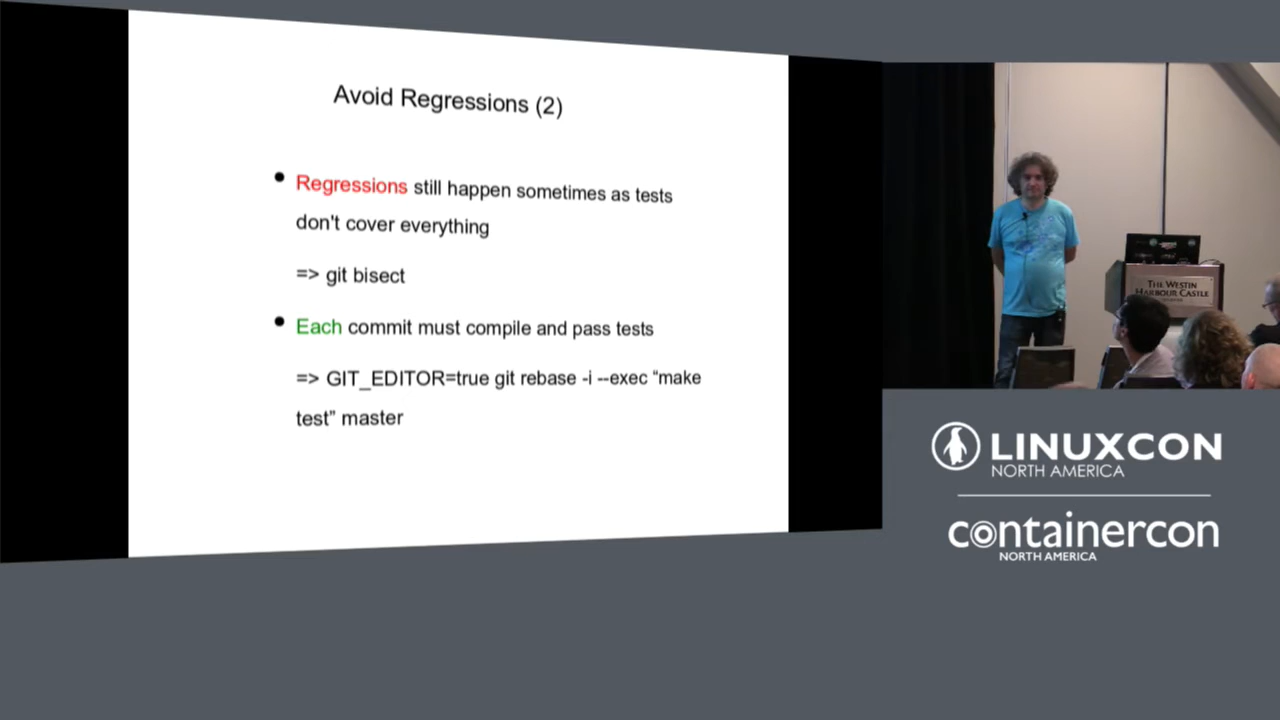 Avoid Regressions (2)
Regressions still happen sometimes as tests
don't cover everything
=> git bisect
Each commit must compile and pass tests
=> GIT_EDITOR=true git rebase -i --exec “make
test” master
THE WESTIN
HARBOUR CASTLE
LINUXCON
NORTH AMERICA
containercon
NORTH AMERICA